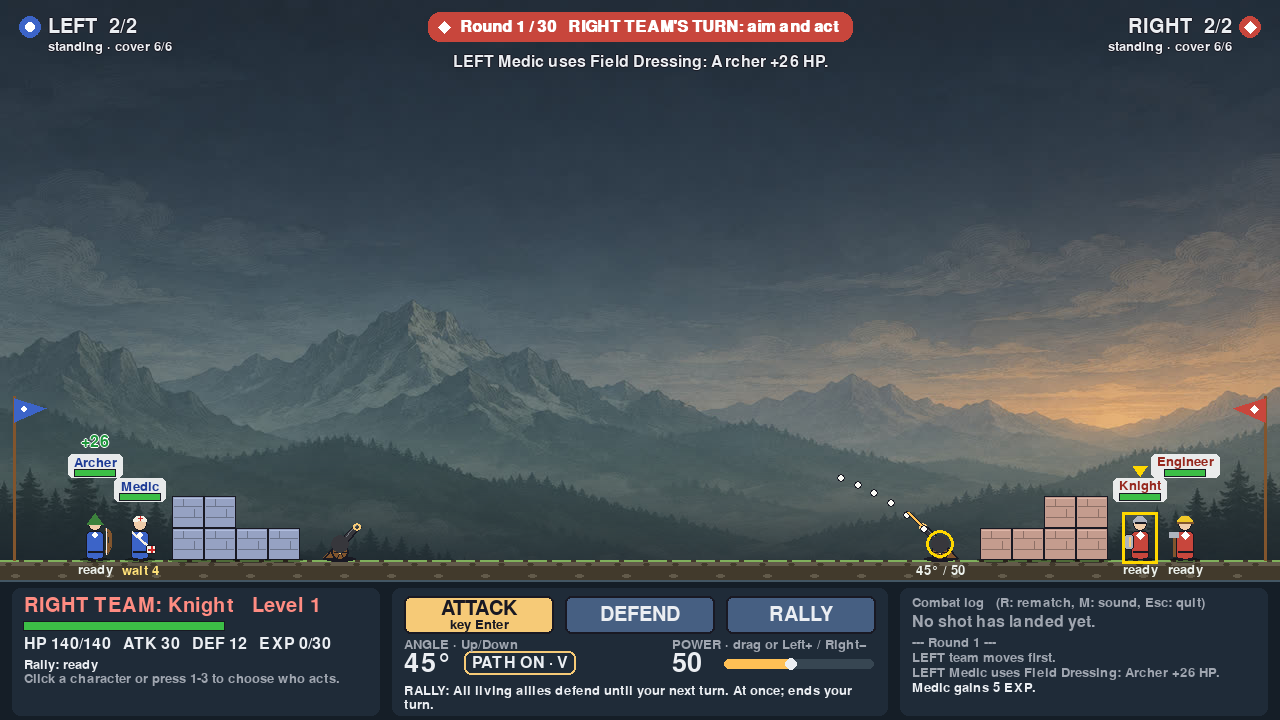 LEFT 2/2
standing · cover 6/6
Round 1 / 30 RIGHT TEAM'S TURN: aim and act
LEFT Medic uses Field Dressing: Archer +26 HP.
RIGHT 2/2
standing · cover 6/6
+26
Archer
Medic
Engineer
Knight
ready
wait 4
45° / 50
ready
ready
RIGHT TEAM: Knight Level 1
HP 140/140 ATK 30 DEF 12 EXP 0/30
Rally: ready
Click a character or press 1-3 to choose who acts.
ATTACK
key Enter
DEFEND
RALLY
ANGLE · Up/Down
45°
PATH ON · V
POWER · drag or Left+ / Right−
50
RALLY: All living allies defend until your next turn. At once; ends your
turn.
Combat log (R: rematch, M: sound, Esc: quit)
No shot has landed yet.
--- Round 1 ---
LEFT team moves first.
LEFT Medic uses Field Dressing: Archer +26 HP.
Medic gains 5 EXP.